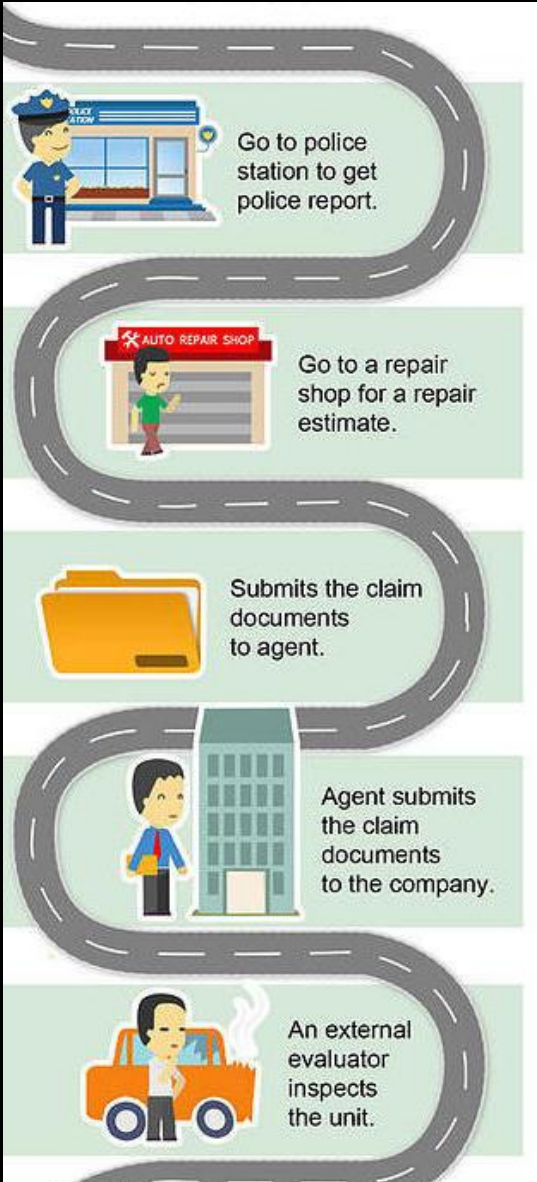 POLICE
STATION
Go to police
station to get
police report.
AUTO REPAIR SHOP
Go to a repair
shop for a repair
estimate.
Submits the claim
documents
to agent.
Agent submits
the claim
documents
to the company.
An external
evaluator
inspects
the unit.